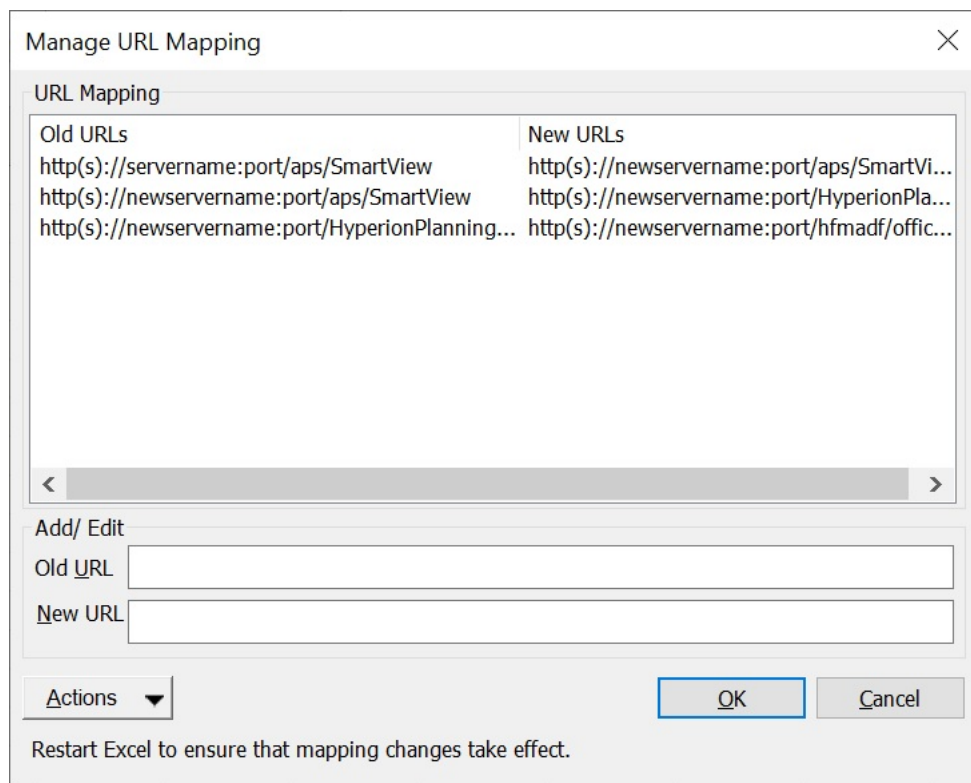 Manage URL Mapping
URL Mapping
Old URLs New URLs
http(s)://servername:port/aps/SmartView http(s)://newservername:port/aps/SmartVi...
http(s)://newservername:port/aps/SmartView http(s)://newservername:port/HyperionPla...
http(s)://newservername:port/HyperionPlanning... http(s)://newservername:port/hfmadf/offic...
Add/ Edit
Old URL
New URL
Actions OK Cancel
Restart Excel to ensure that mapping changes take effect.